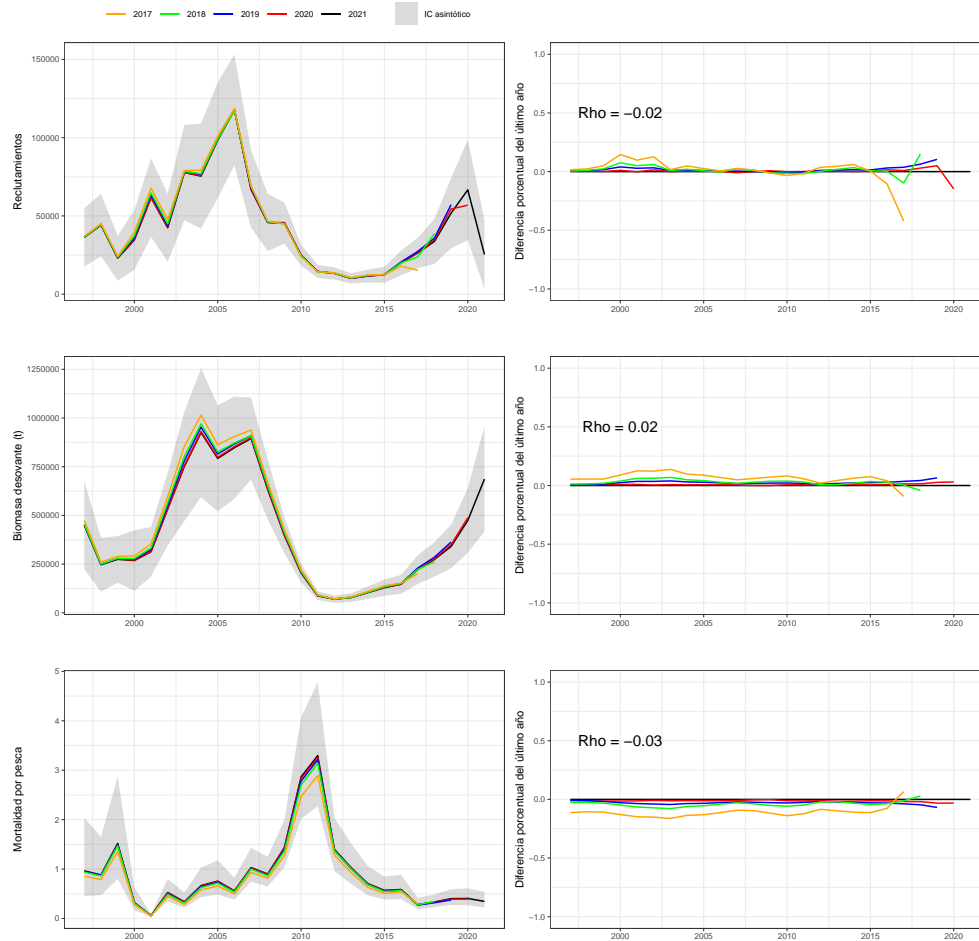 2017 2018 2019 2020 2021 IC asintótico
Reclutamientos
150000
100000
50000
0
2000 2005 2010 2015 2020
Diferencia porcentual del último año
1.0
0.5
0.0
−0.5
−1.0
Rho = −0.02
2000 2005 2010 2015 2020
Biomasa desovante (t)
1250000
1000000
750000
500000
250000
0
2000 2005 2010 2015 2020
Diferencia porcentual del último año
1.0
0.5
0.0
−0.5
−1.0
Rho = 0.02
2000 2005 2010 2015 2020
Mortalidad por pesca
5
4
3
2
1
0
2000 2005 2010 2015 2020
Diferencia porcentual del último año
1.0
0.5
0.0
−0.5
−1.0
Rho = −0.03
2000 2005 2010 2015 2020